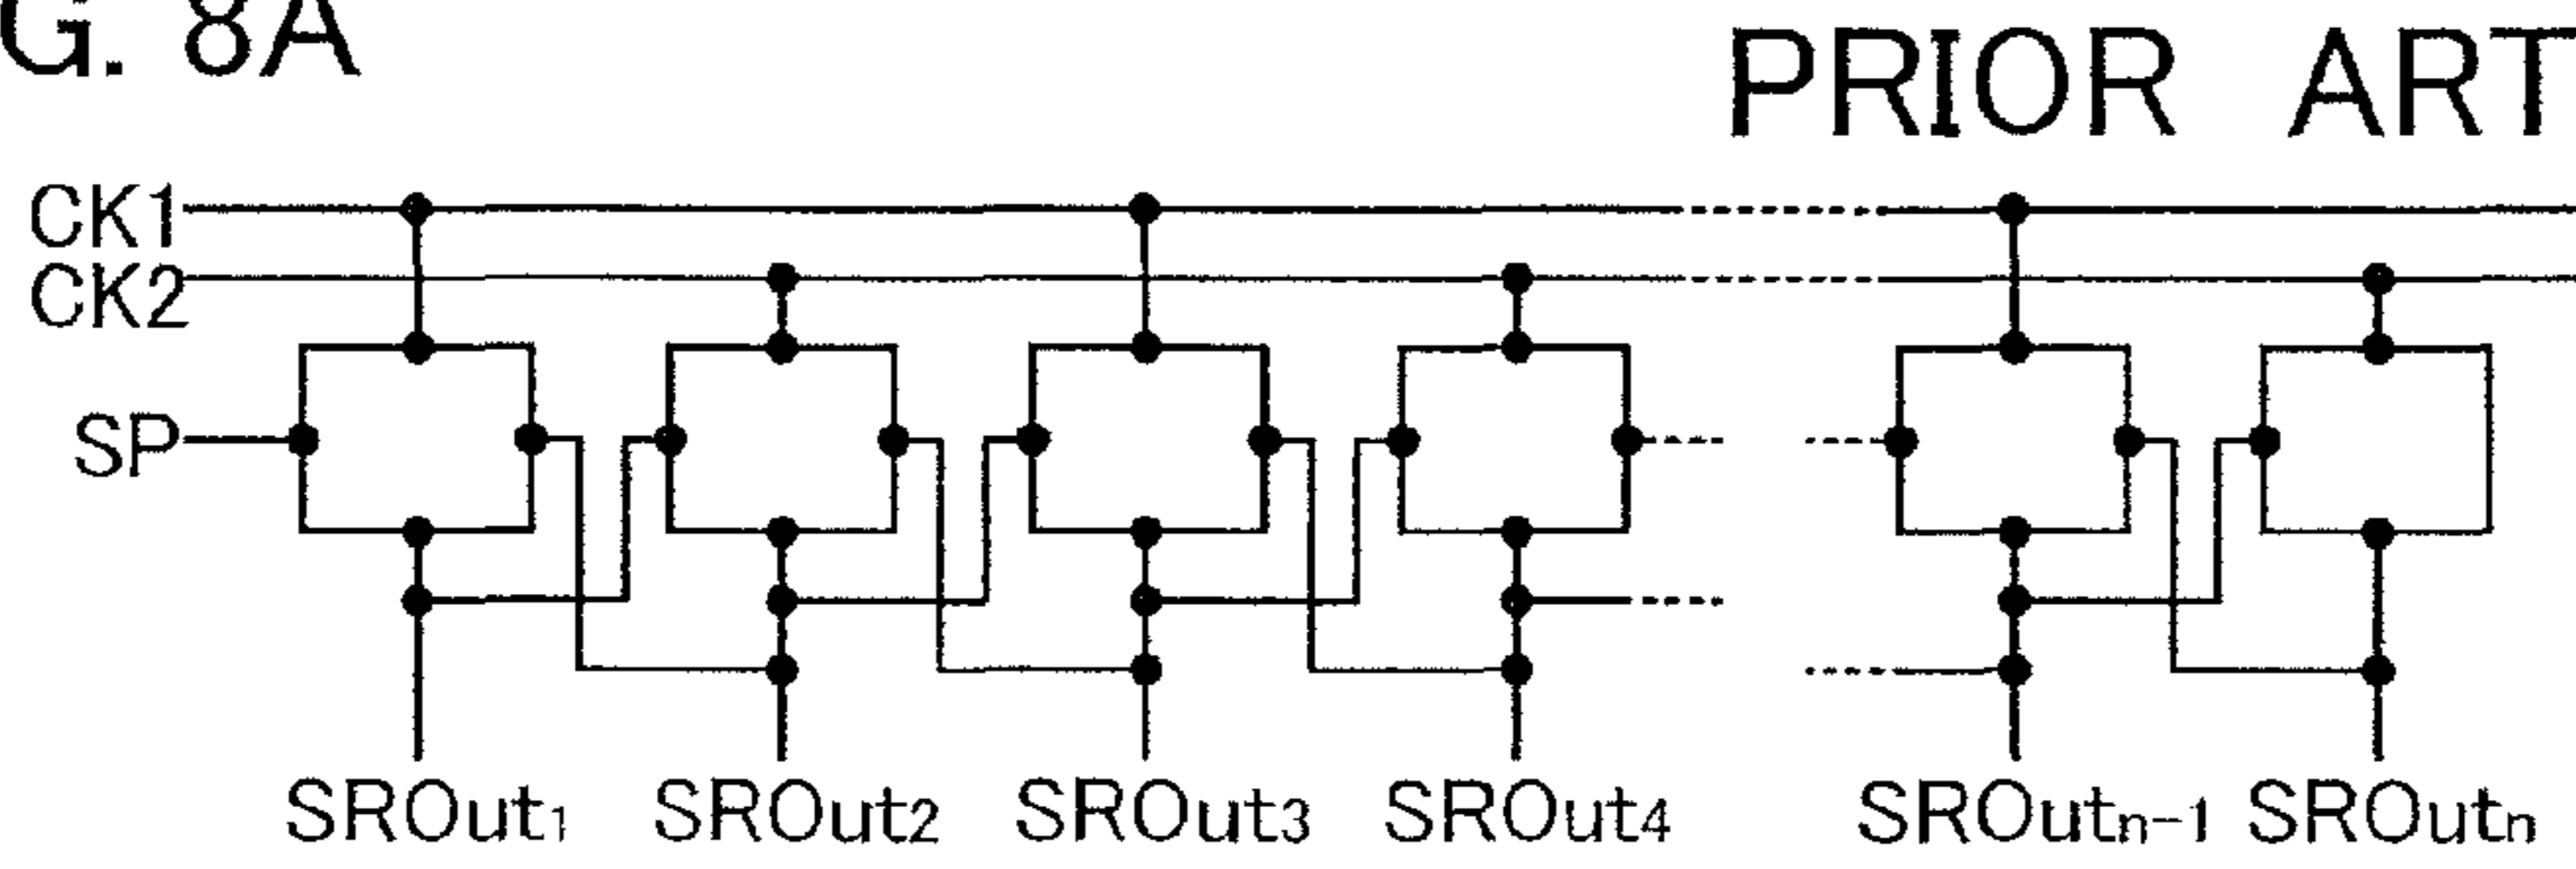 G. 8A
PRIOR ART
CK1
CK2
SP
SROut1 SROut2 SROut3 SROut4 SROutn-1 SROutn